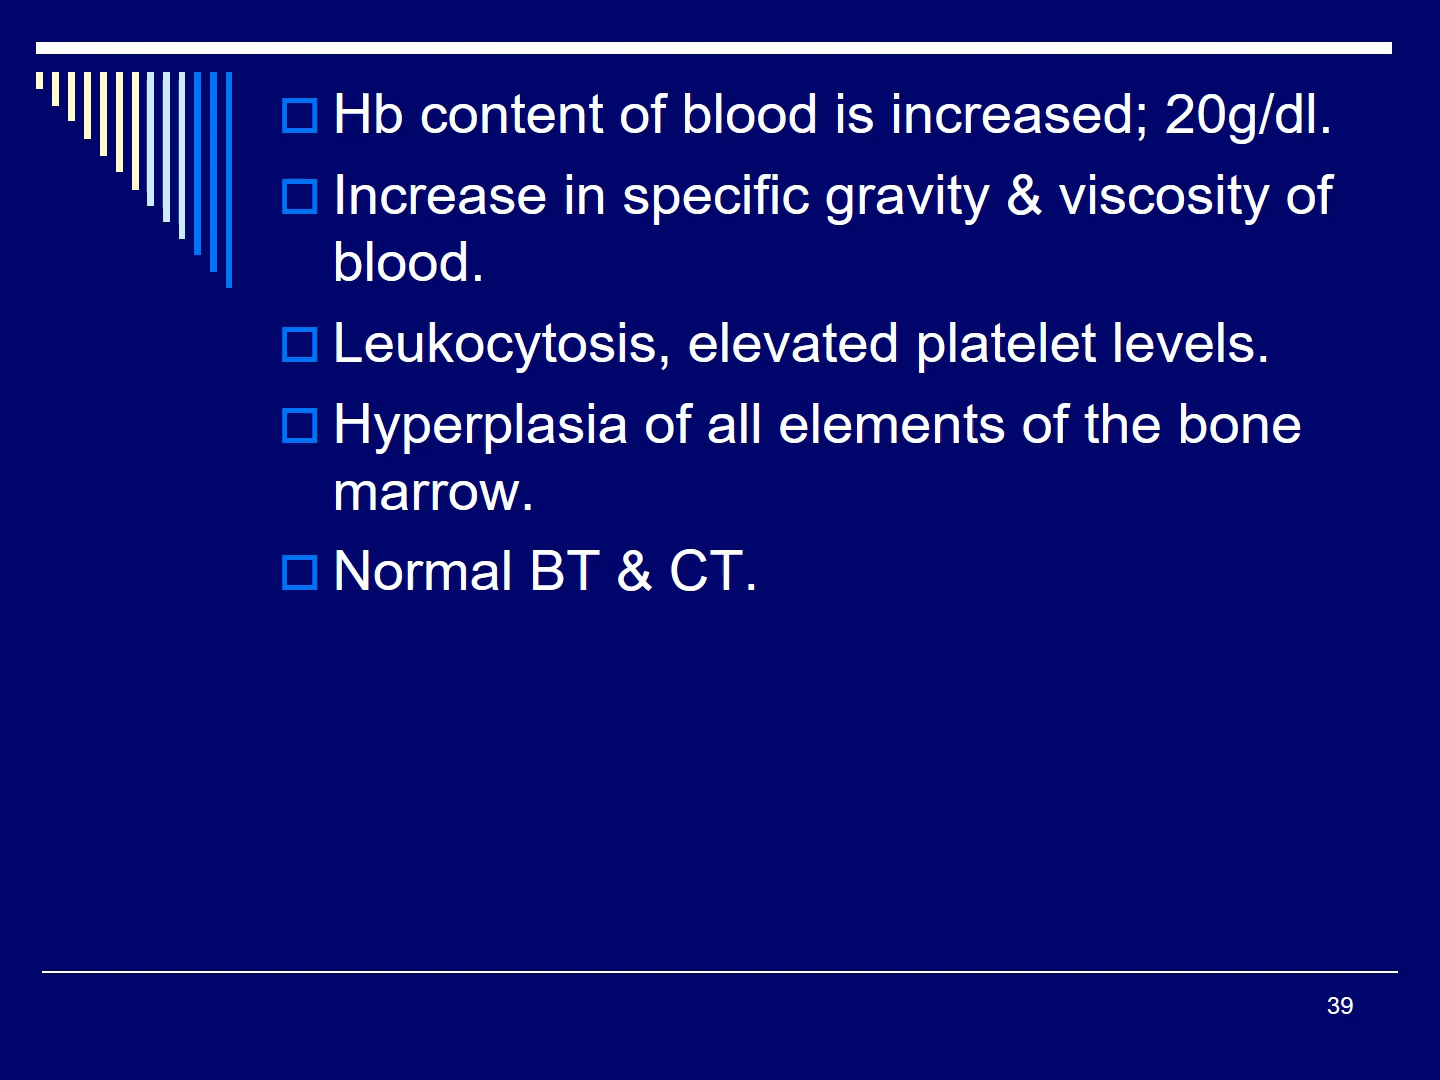 Hb content of blood is increased; 20g/dl.
Increase in specific gravity & viscosity of
blood.
Leukocytosis, elevated platelet levels.
Hyperplasia of all elements of the bone
marrow.
Normal BT & CT.
39